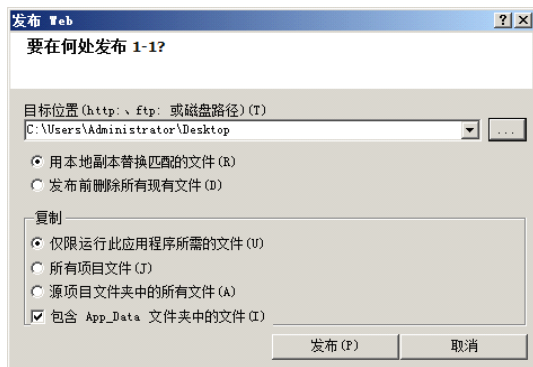 发布 Web
要在何处发布 1-1?
目标位置(http:、ftp: 或磁盘路径)(T)
C:\Users\Administrator\Desktop
...
用本地副本替换匹配的文件(R)
发布前删除所有现有文件(D)
复制
仅限运行此应用程序所需的文件(U)
所有项目文件(J)
源项目文件夹中的所有文件(A)
包含 App_Data 文件夹中的文件(I)
发布(P) 取消